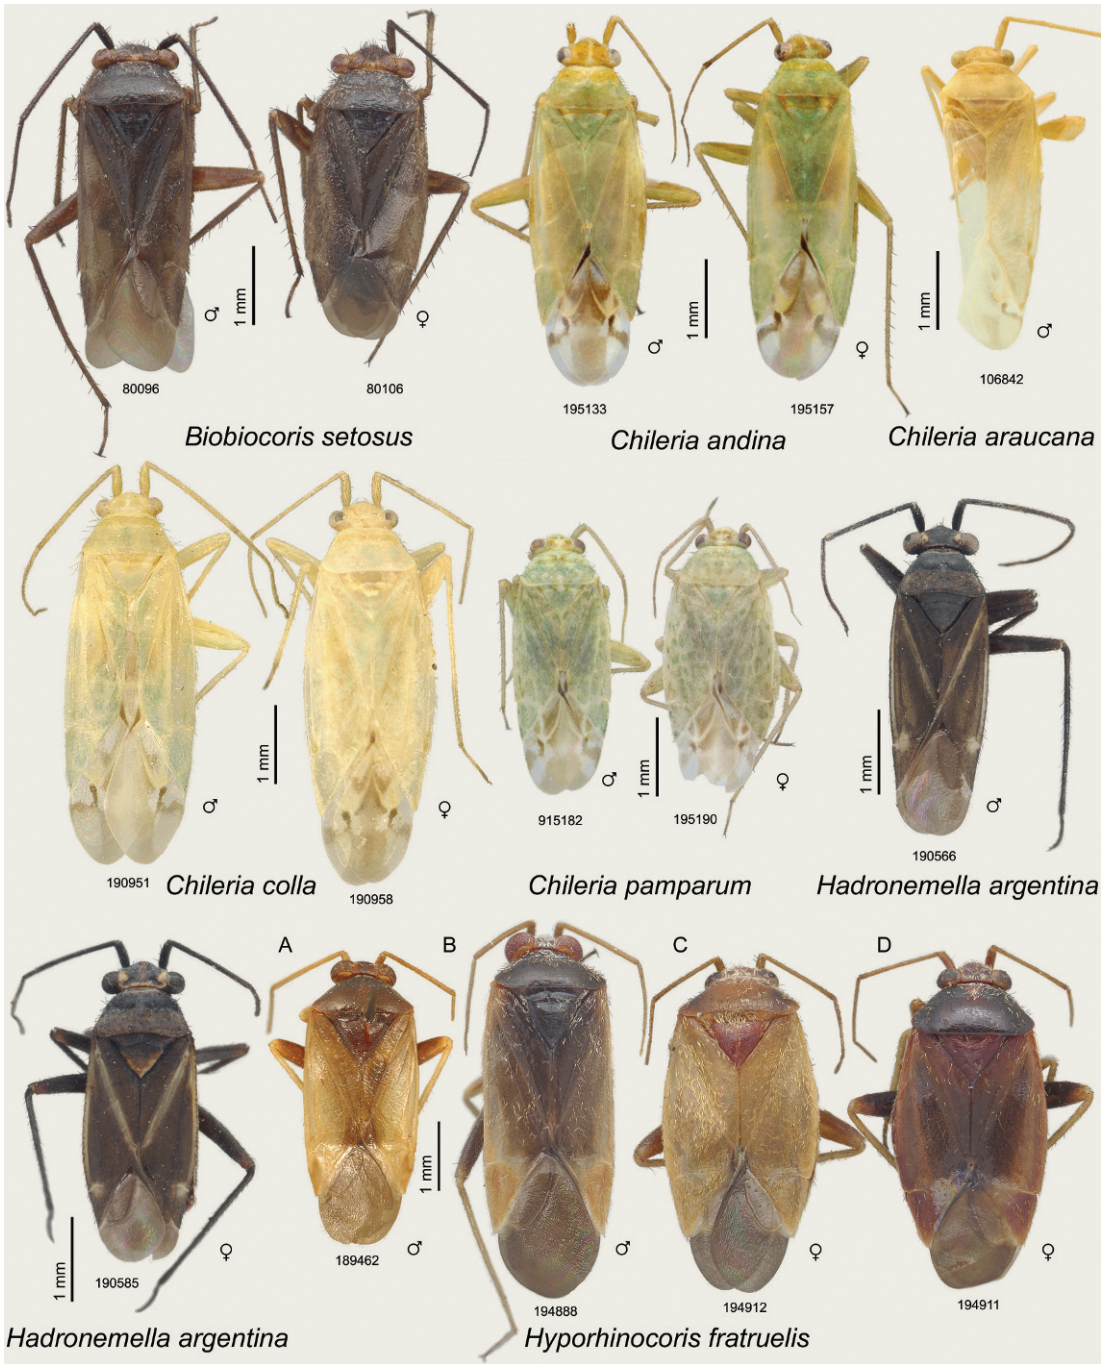 1 mm
♂
1 mm
♀
80096
80106
Biobiocoris setosus
♂
1 mm
♀
195133
195157
Chileria andina
1 mm
♂
106842
Chileria araucana
♂
1 mm
♀
190951
190958
Chileria colla
♂
1 mm
♀
915182
195190
Chileria pamparum
1 mm
♂
190566
Hadronemella argentina
1 mm
♀
190585
Hadronemella argentina
A
B
C
D
1 mm
♂
♂
♀
♀
189462
194888
194912
194911
Hyporhinocoris fratruelis